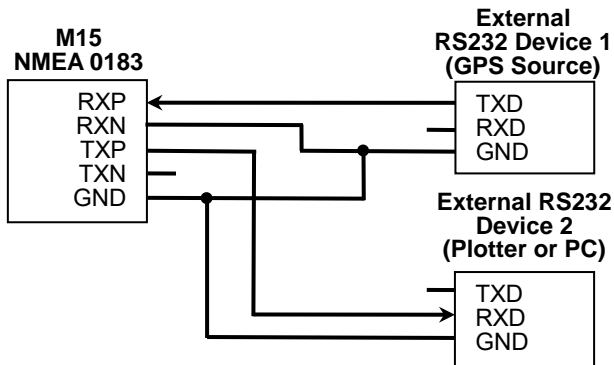 M15
NMEA 0183
RXP
RXN
TXP
TXN
GND
External
RS232 Device 1
(GPS Source)
TXD
RXD
GND
External RS232
Device 2
(Plotter or PC)
TXD
RXD
GND